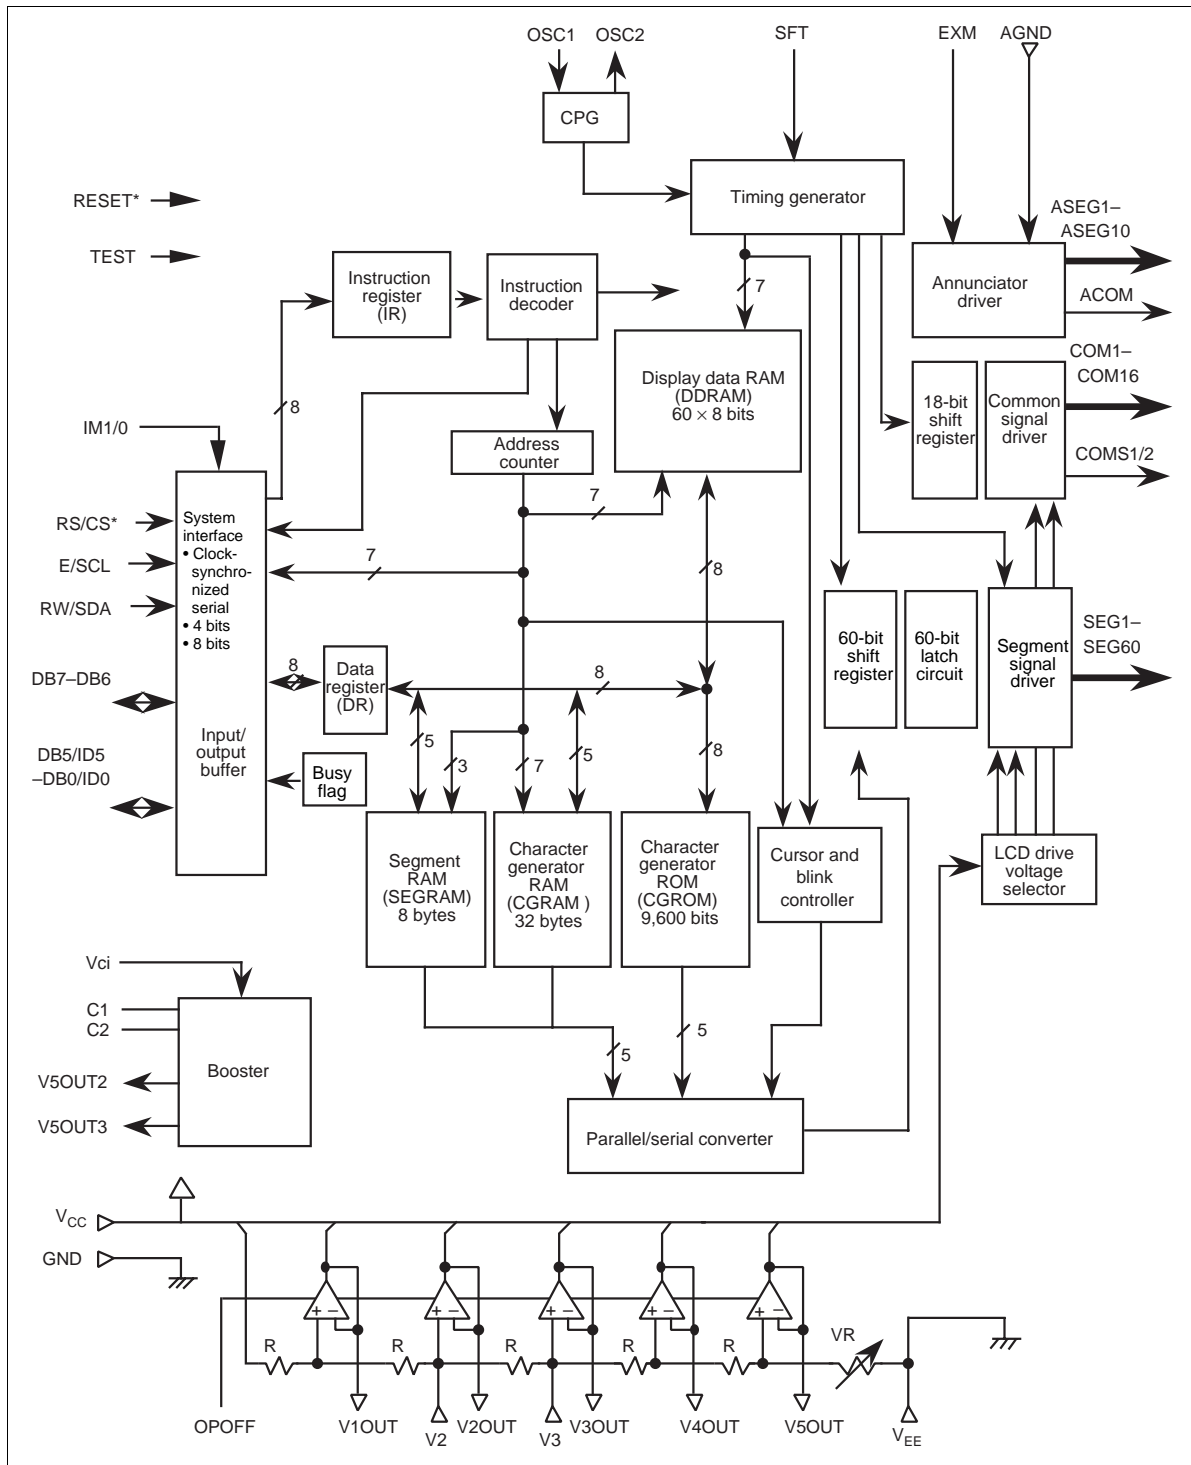 OSC1 OSC2 SFT EXM AGND
CPG
Timing generator
RESET*
TEST
ASEG1–
ASEG10
Annunciator
driver
ACOM
Instruction
register
(IR)
Instruction
decoder
7
Display data RAM
(DDRAM)
60 × 8 bits
COM1–
COM16
18-bit
shift
register
Common
signal
driver
COMS1/2
8
IM1/0
Address
counter
System
interface
• Clock-
synchro-
nized
serial
• 4 bits
• 8 bits
Input/
output
buffer
RS/CS*
E/SCL
RW/SDA
DB7–DB6
DB5/ID5
–DB0/ID0
7
7
8
8
Data
register
(DR)
8
5
3
7
5
8
Busy
flag
60-bit
shift
register
60-bit
latch
circuit
Segment
signal
driver
SEG1–
SEG60
Segment
RAM
(SEGRAM)
8 bytes
Character
generator
RAM
(CGRAM )
32 bytes
Character
generator
ROM
(CGROM)
9,600 bits
Cursor and
blink
controller
LCD drive
voltage
selector
Vci
C1
C2
Booster
V5OUT2
V5OUT3
5
5
Parallel/serial converter
VCC
GND
+ −
+ −
+ −
+ −
+ −
R R R R R VR
OPOFF V1OUT V2 V2OUT V3 V3OUT V4OUT V5OUT VEE